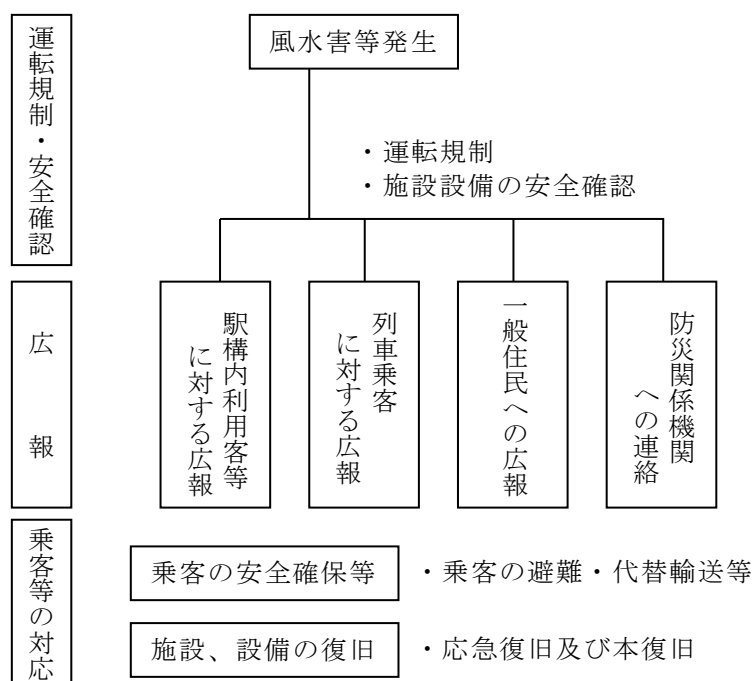 運転規制・安全確認
風水害等発生
・運転規制
・施設設備の安全確認
広報
駅構内利用客等
に対する広報
列車乗客
に対する広報
一般住民への広報
防災関係機関
への連絡
乗客等の対応
乗客の安全確保等
・乗客の避難・代替輸送等
施設、設備の復旧
・応急復旧及び本復旧